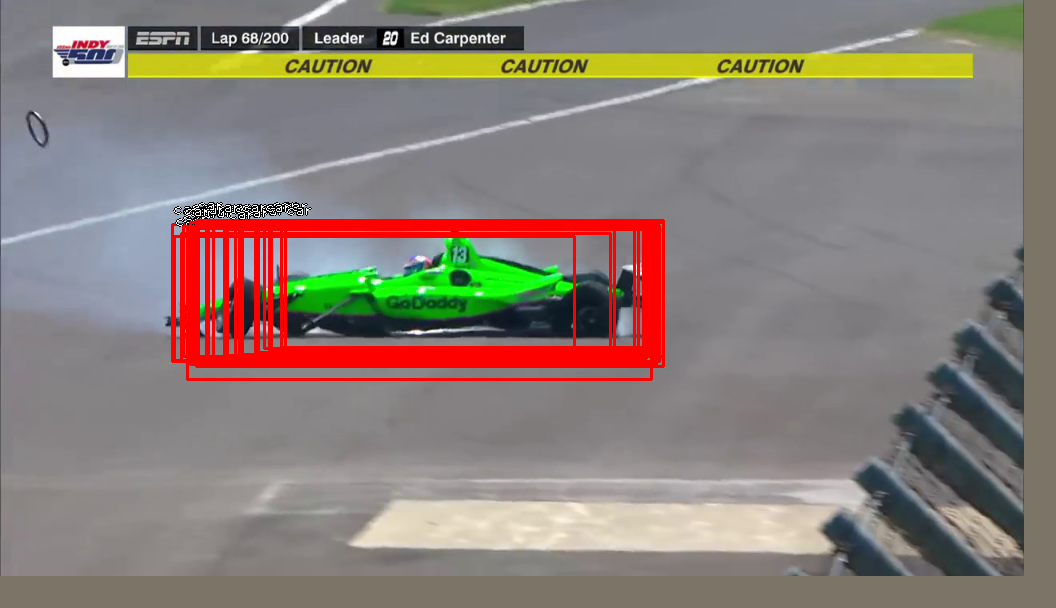 INDY
500
ESPN
Lap 68/200
Leader 20 Ed Carpenter
CAUTION CAUTION CAUTION
13
GoDaddy